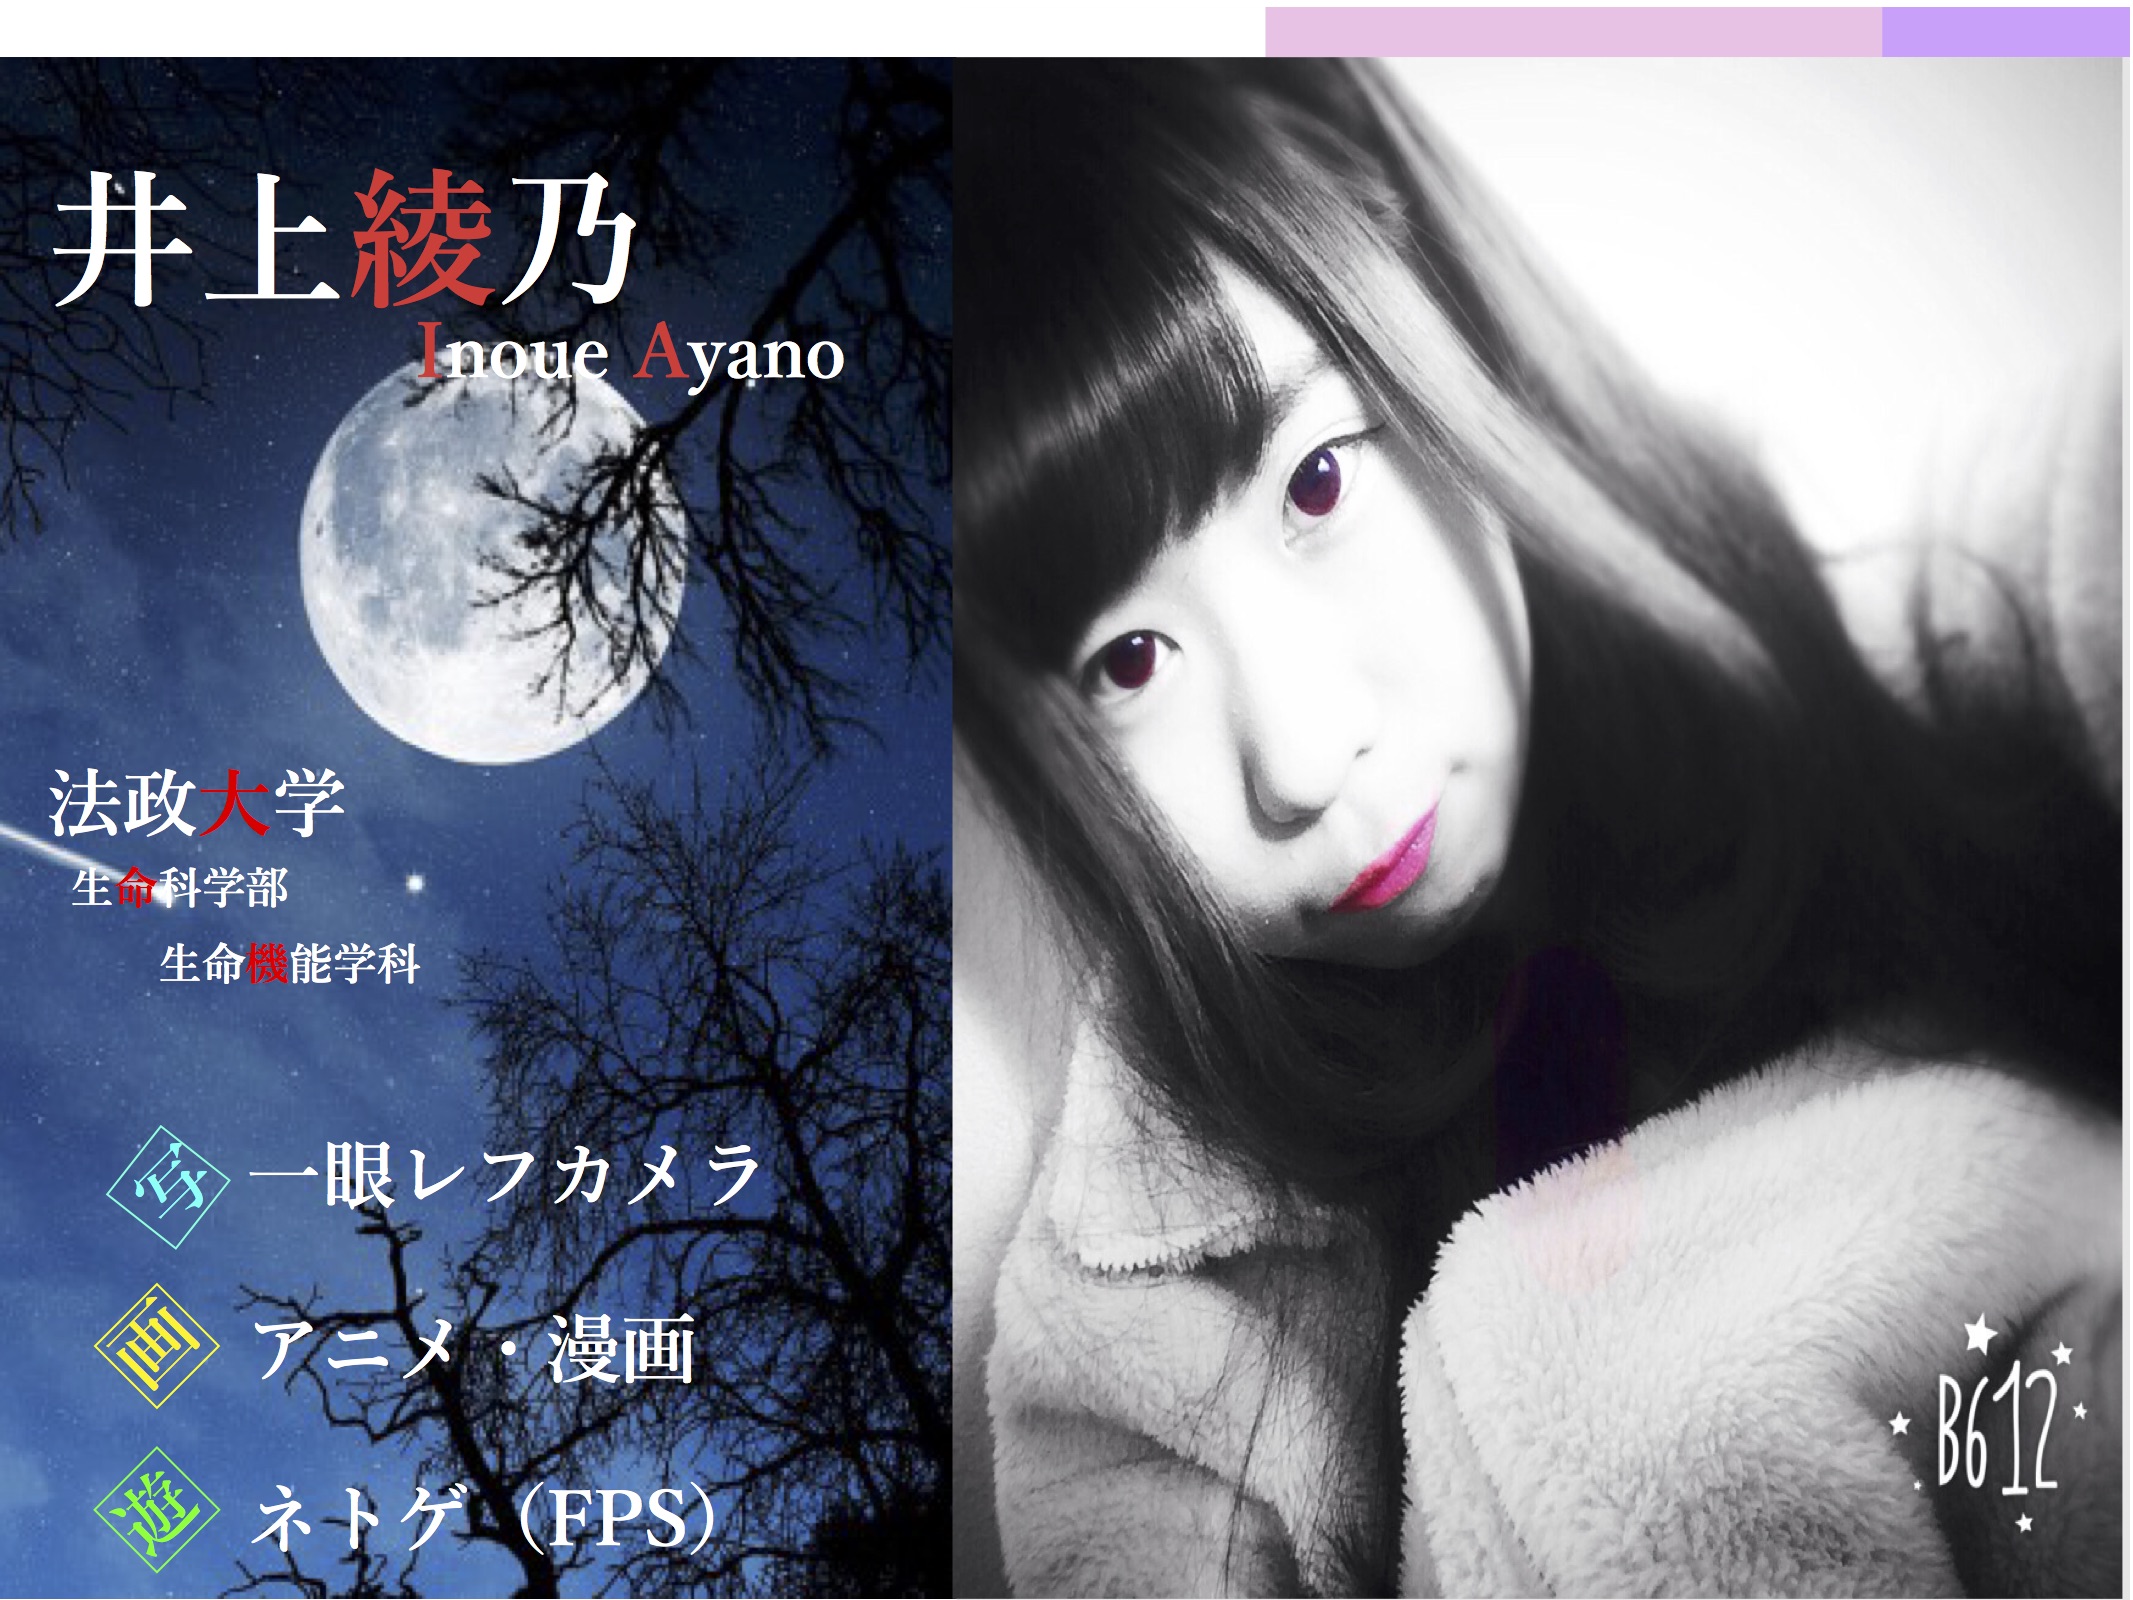 井上綾乃
Inoue Ayano
法政大学
生命科学部
生命機能学科
写 一眼レフカメラ
画 アニメ・漫画
遊 ネトゲ（FPS）
B612